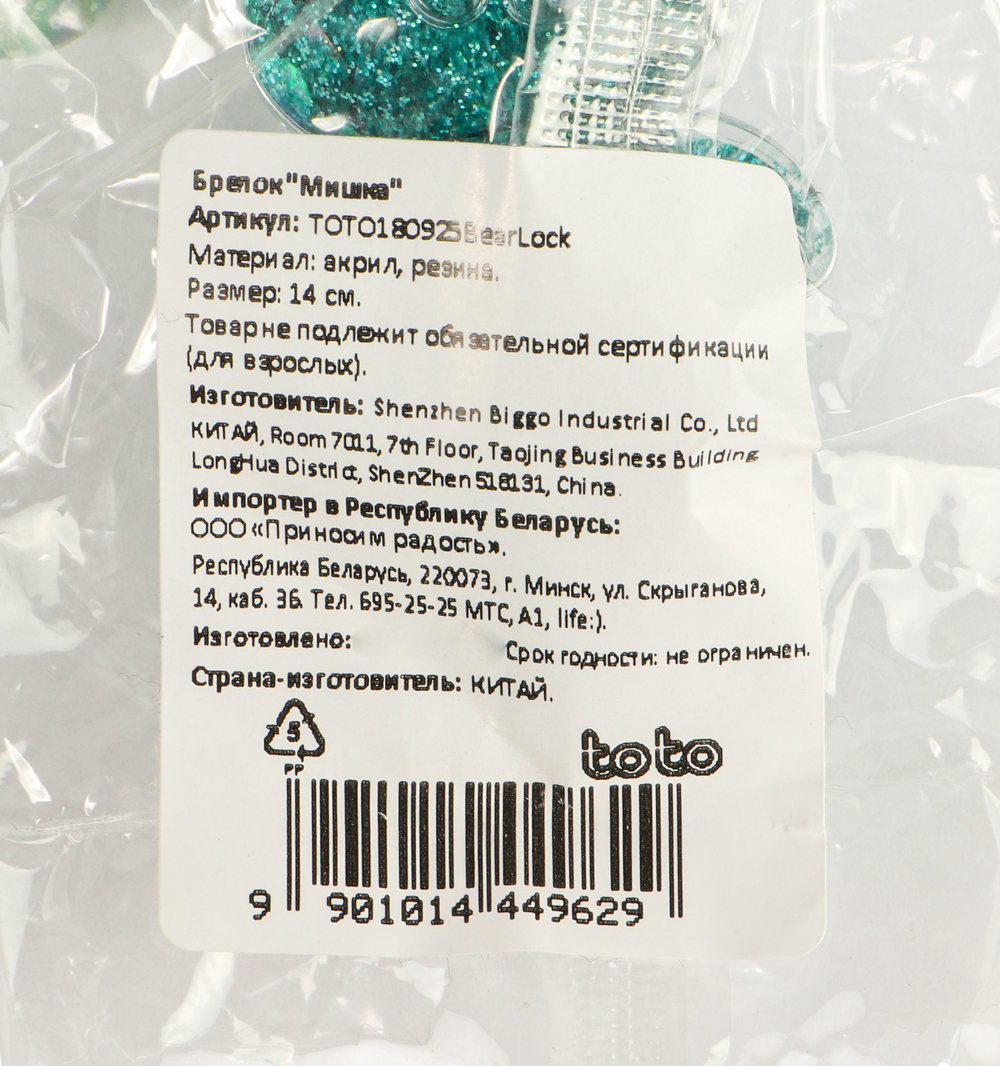 Брелок "Мишка"
Артикул: TOTO180925BearLock
Материал: акрил, резина.
Размер: 14 см.
Товар не подлежит обязательной сертификации
(для взрослых).
Изготовитель: Shenzhen Biggo Industrial Co., Ltd
КИТАЙ, Room 7011, 7th Floor, Taojing Business Building
LongHua District, ShenZhen 518131, China.
Импортер в Республику Беларусь:
ООО «Приносим радость».
Республика Беларусь, 220073, г. Минск, ул. Скрыганова,
14, каб. 36. Тел. 695-25-25 МТС, А1, life:).
Изготовлено: Срок годности: не ограничен.
Страна-изготовитель: КИТАЙ.
5
PP
toto
9 901014 449629